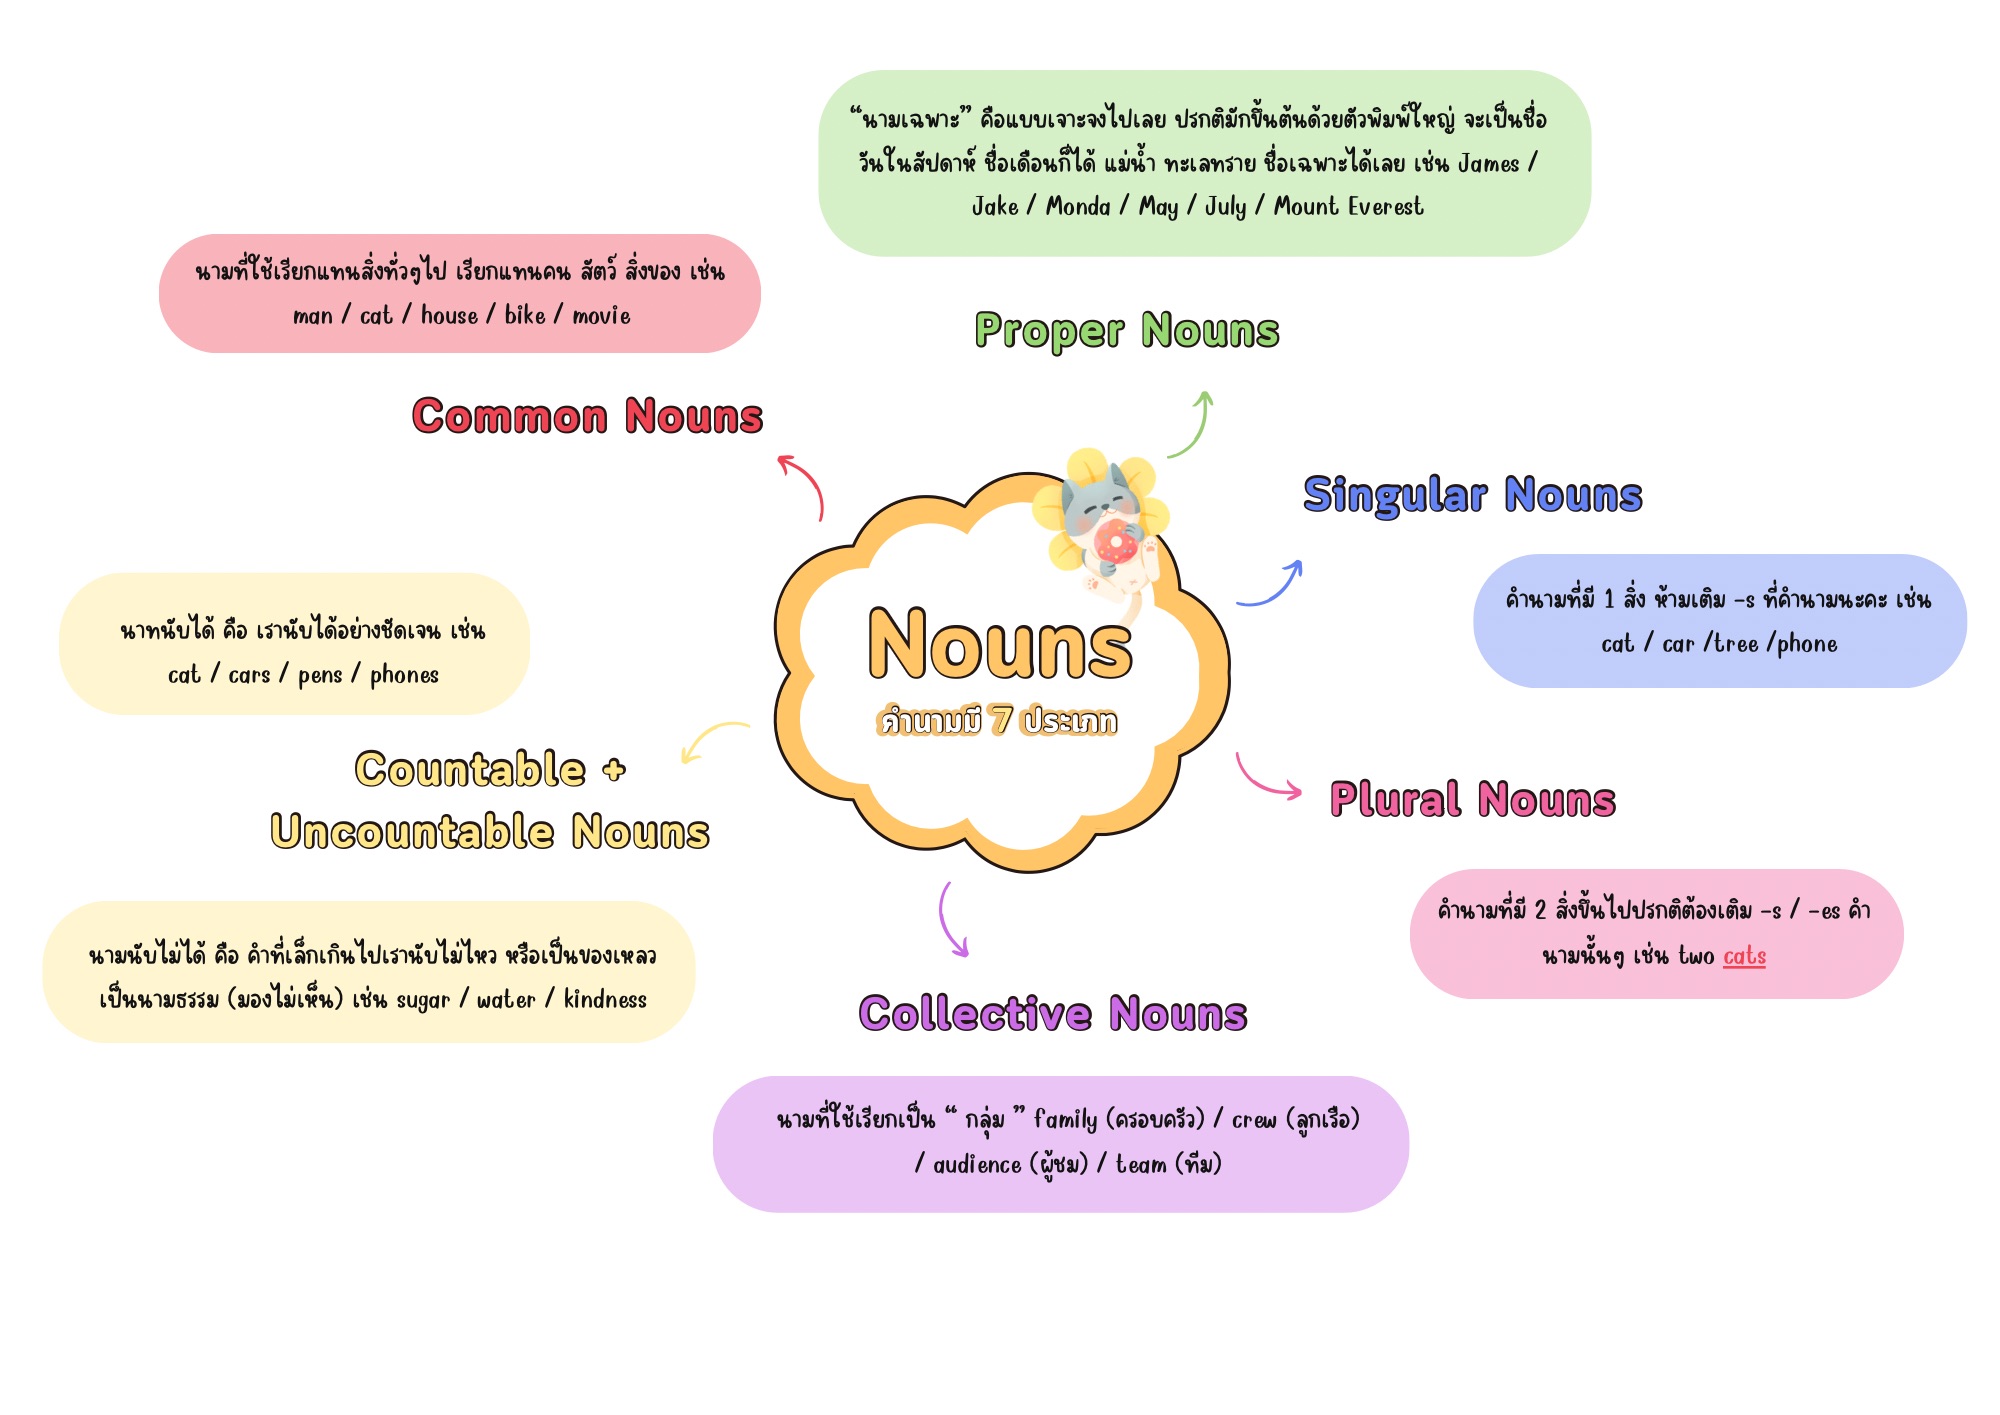 “นามเฉพาะ” คือแบบเจาะจงไปเลย ปรกติมักขึ้นต้นด้วยตัวพิมพ์ใหญ่ จะเป็นชื่อ
วันในสัปดาห์ ชื่อเดือนก็ได้ แม่น้ำ ทะเลทราย ชื่อเฉพาะได้เลย เช่น James /
Jake / Monda / May / July / Mount Everest
Proper Nouns
นามที่ใช้เรียกแทนสิ่งทั่วๆไป เรียกแทนคน สัตว์ สิ่งของ เช่น
man / cat / house / bike / movie
Common Nouns
Singular Nouns
คำนามที่มี 1 สิ่ง ห้ามเติม -s ที่คำนามนะคะ เช่น
cat / car /tree /phone
นาทนับได้ คือ เรานับได้อย่างชัดเจน เช่น
cat / cars / pens / phones
Nouns
คำนามมี 7 ประเภท
Countable +
Uncountable Nouns
Plural Nouns
คำนามที่มี 2 สิ่งขึ้นไปปรกติต้องเติม -s / -es คำ
นามนั้นๆ เช่น two cats
นามนับไม่ได้ คือ คำที่เล็กเกินไปเรานับไม่ไหว หรือเป็นของเหลว
เป็นนามธรรม (มองไม่เห็น) เช่น sugar / water / kindness
Collective Nouns
นามที่ใช้เรียกเป็น “ กลุ่ม ” family (ครอบครัว) / crew (ลูกเรือ)
/ audience (ผู้ชม) / team (ทีม)